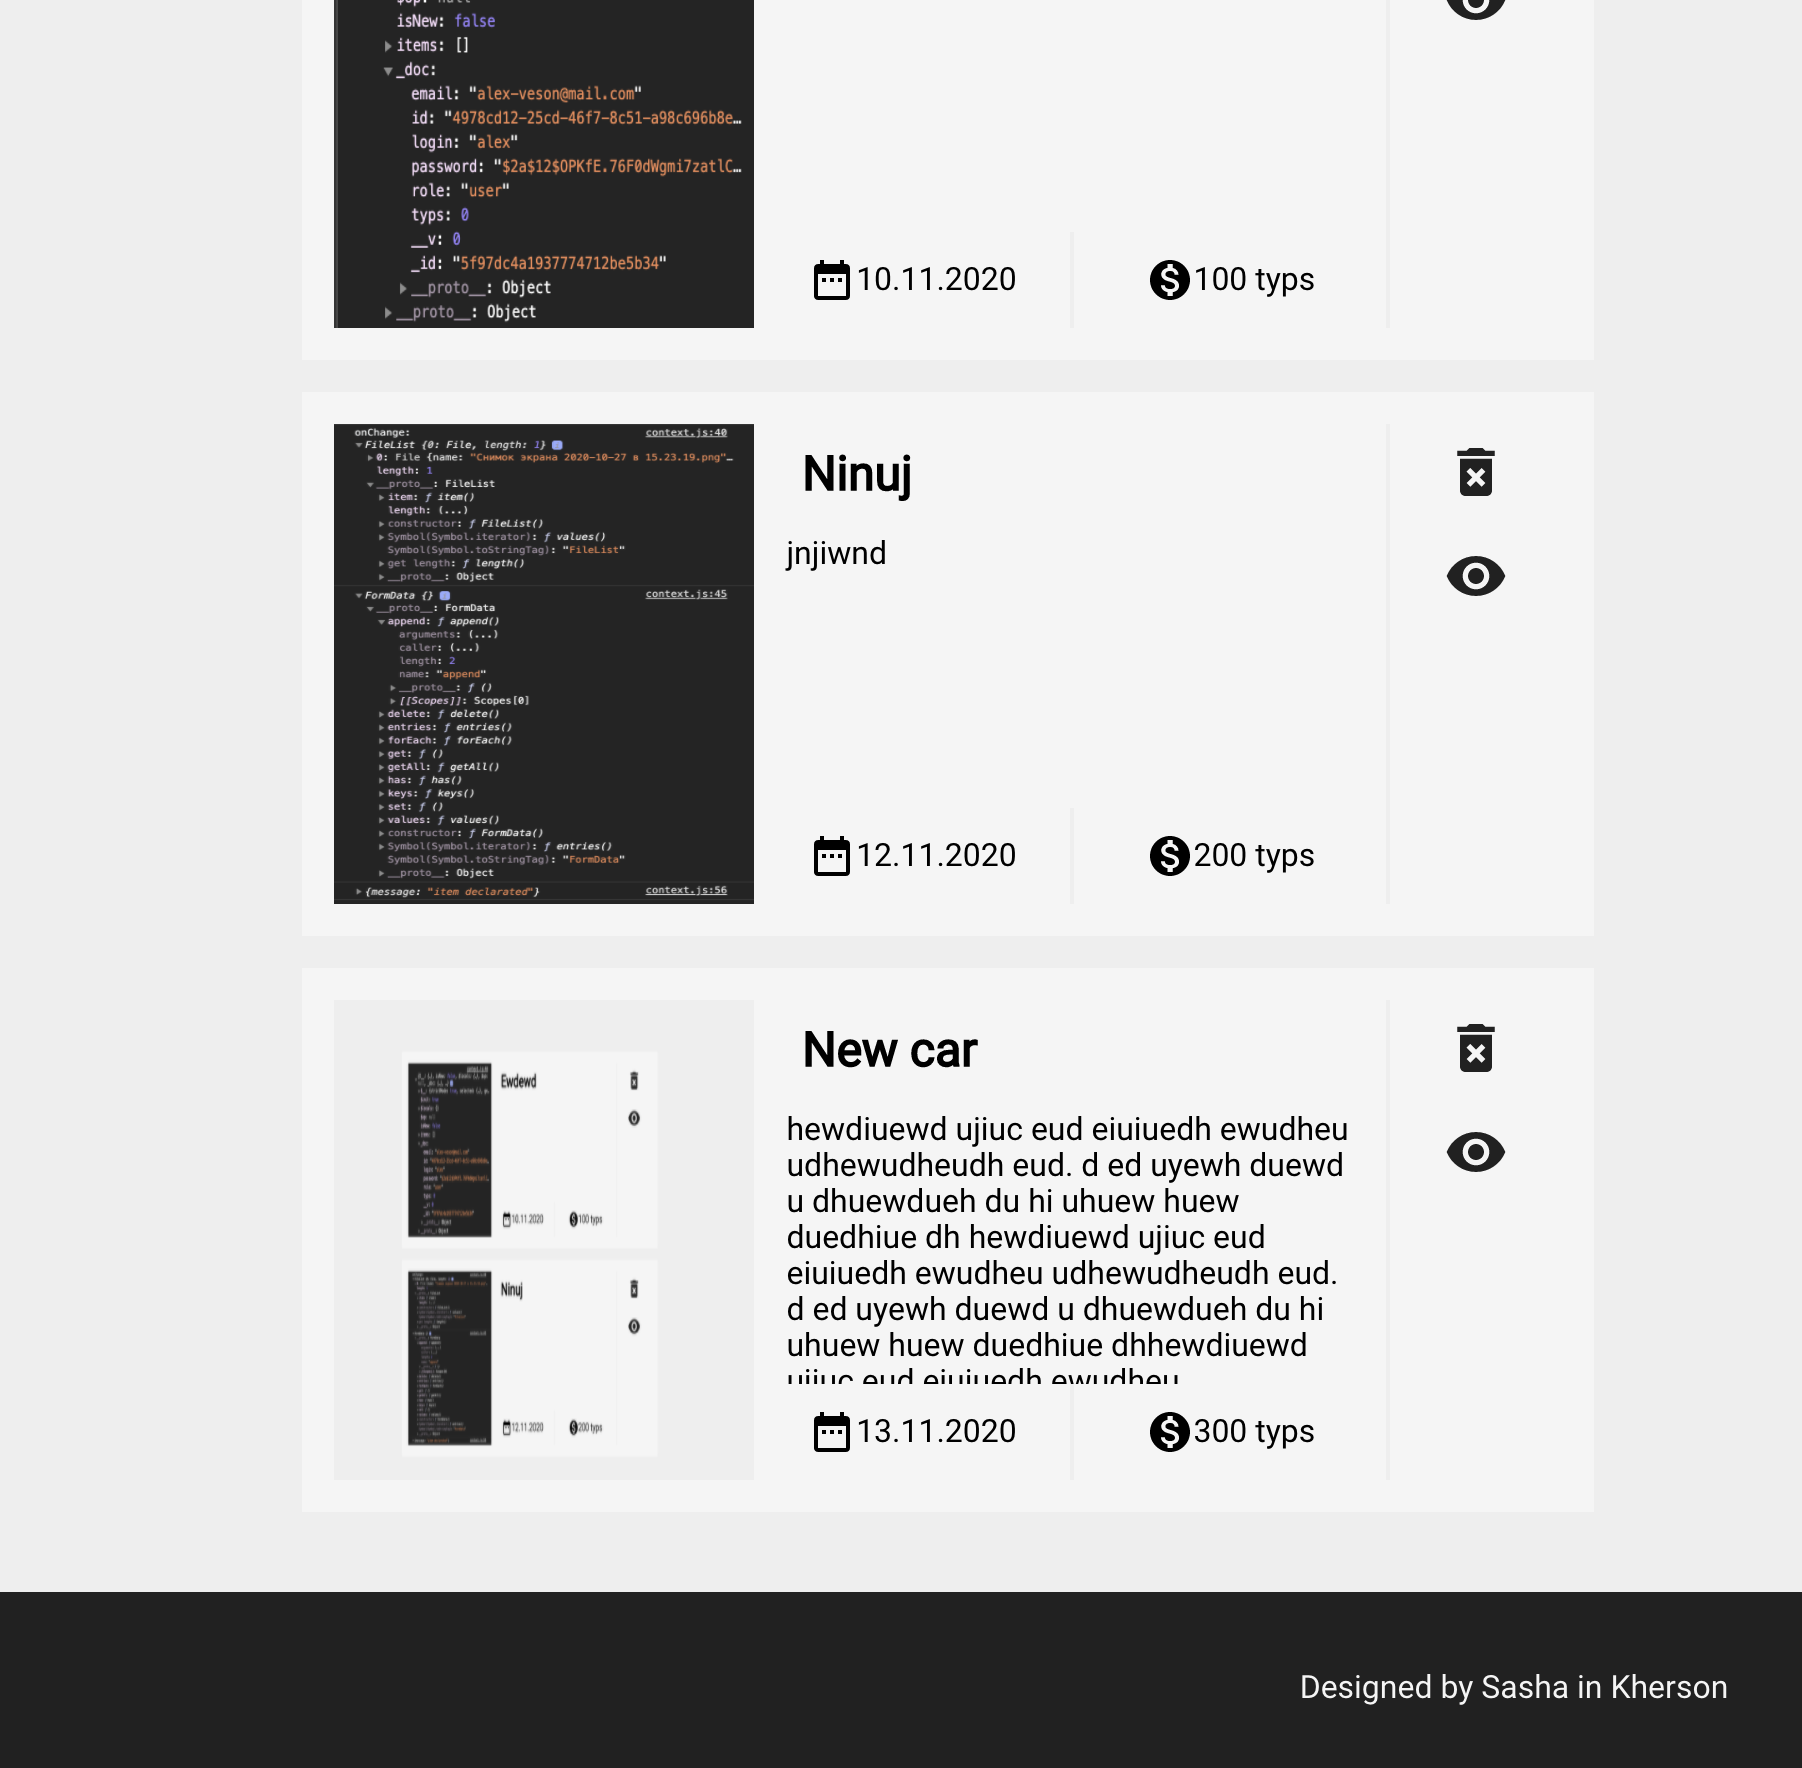 isNew: false
items: []
_doc:
email: "alex-veson@mail.com"
id: "4978cd12-25cd-46f7-8c51-a98c696b8e…
login: "alex"
password: "$2a$12$OPKfE.76F0dWgmi7zatlC…
role: "user"
typs: 0
__v: 0
_id: "5f97dc4a1937774712be5b34"
__proto__: Object
__proto__: Object
10.11.2020
100 typs
onChange: context.js:40
FileList {0: File, length: 1}
0: File {name: "Снимок экрана 2020-10-27 в 15.23.19.png"…
length: 1
__proto__: FileList
item: ƒ item()
length: (...)
constructor: ƒ FileList()
Symbol(Symbol.iterator): ƒ values()
Symbol(Symbol.toStringTag): "FileList"
get length: ƒ length()
__proto__: Object
FormData {} context.js:45
__proto__: FormData
append: ƒ append()
arguments: (...)
caller: (...)
length: 2
name: "append"
__proto__: ƒ ()
[[Scopes]]: Scopes[0]
delete: ƒ delete()
entries: ƒ entries()
forEach: ƒ forEach()
get: ƒ ()
getAll: ƒ getAll()
has: ƒ has()
keys: ƒ keys()
set: ƒ ()
values: ƒ values()
constructor: ƒ FormData()
Symbol(Symbol.iterator): ƒ entries()
Symbol(Symbol.toStringTag): "FormData"
__proto__: Object
{message: "item declarated"} context.js:56
Ninuj
jnjiwnd
12.11.2020
200 typs
Ewdewd
10.11.2020
100 typs
Ninuj
12.11.2020
200 typs
New car
hewdiuewd ujiuc eud eiuiuedh ewudheu
udhewudheudh eud. d ed uyewh duewd
u dhuewdueh du hi uhuew huew
duedhiue dh hewdiuewd ujiuc eud
eiuiuedh ewudheu udhewudheudh eud.
d ed uyewh duewd u dhuewdueh du hi
uhuew huew duedhiue dhhewdiuewd
ujiuc eud eiuiuedh ewudheu
13.11.2020
300 typs
Designed by Sasha in Kherson